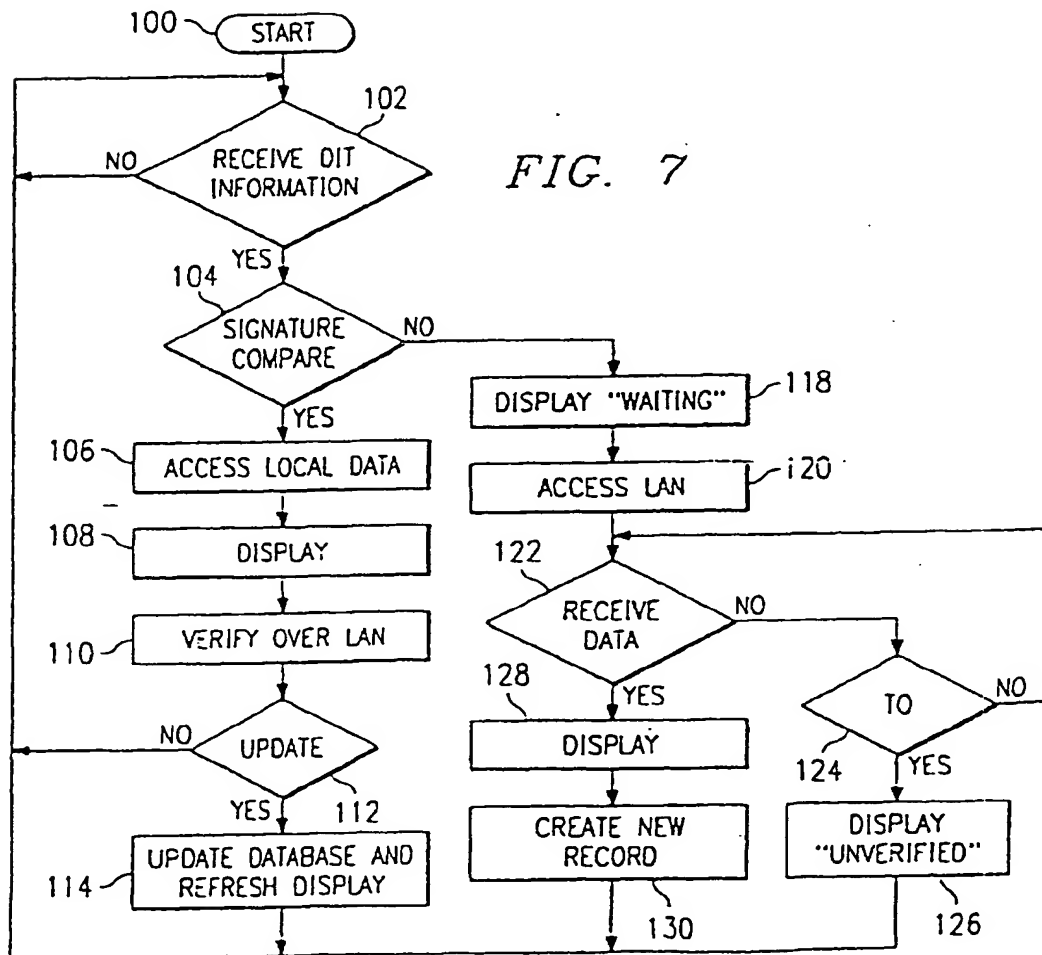 100
START
102
NO
RECEIVE DIT
INFORMATION
FIG. 7
YES
104
SIGNATURE
COMPARE
NO
YES
DISPLAY "WAITING"
118
106
ACCESS LOCAL DATA
ACCESS LAN
i20
108
DISPLAY
122
RECEIVE
DATA
NO
110
VERIFY OVER LAN
YES
128
TO
NO
124
NO
UPDATE
112
DISPLAY
YES
YES
114
UPDATE DATABASE AND
REFRESH DISPLAY
CREATE NEW
RECORD
130
DISPLAY
"UNVERIFIED"
126